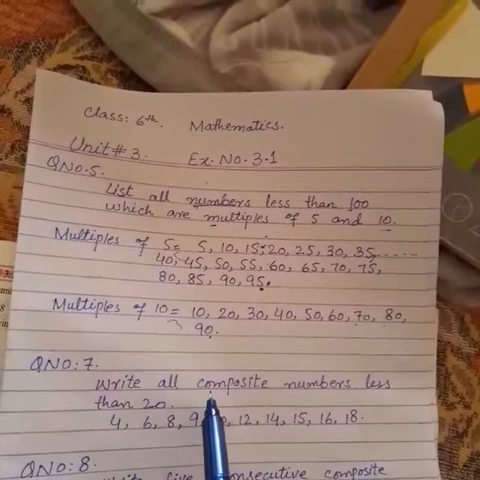 Class: 6th. Mathematics.
Unit # 3. Ex. No. 3.1
QNO.5
List all numbers less than 100
which are multiples of 5 and 10.
Multiples of 5= 5, 10, 15, 20, 25, 30, 35, .....
40, 45, 50, 55, 60, 65, 70, 75,
80, 85, 90, 95.
Multiples of 10 = 10, 20, 30, 40, 50, 60, 70, 80,
90.
QNO:7
Write all composite numbers less
than 20.
4, 6, 8, 9, 12, 14, 15, 16, 18.
QNO:8.
five consecutive composite